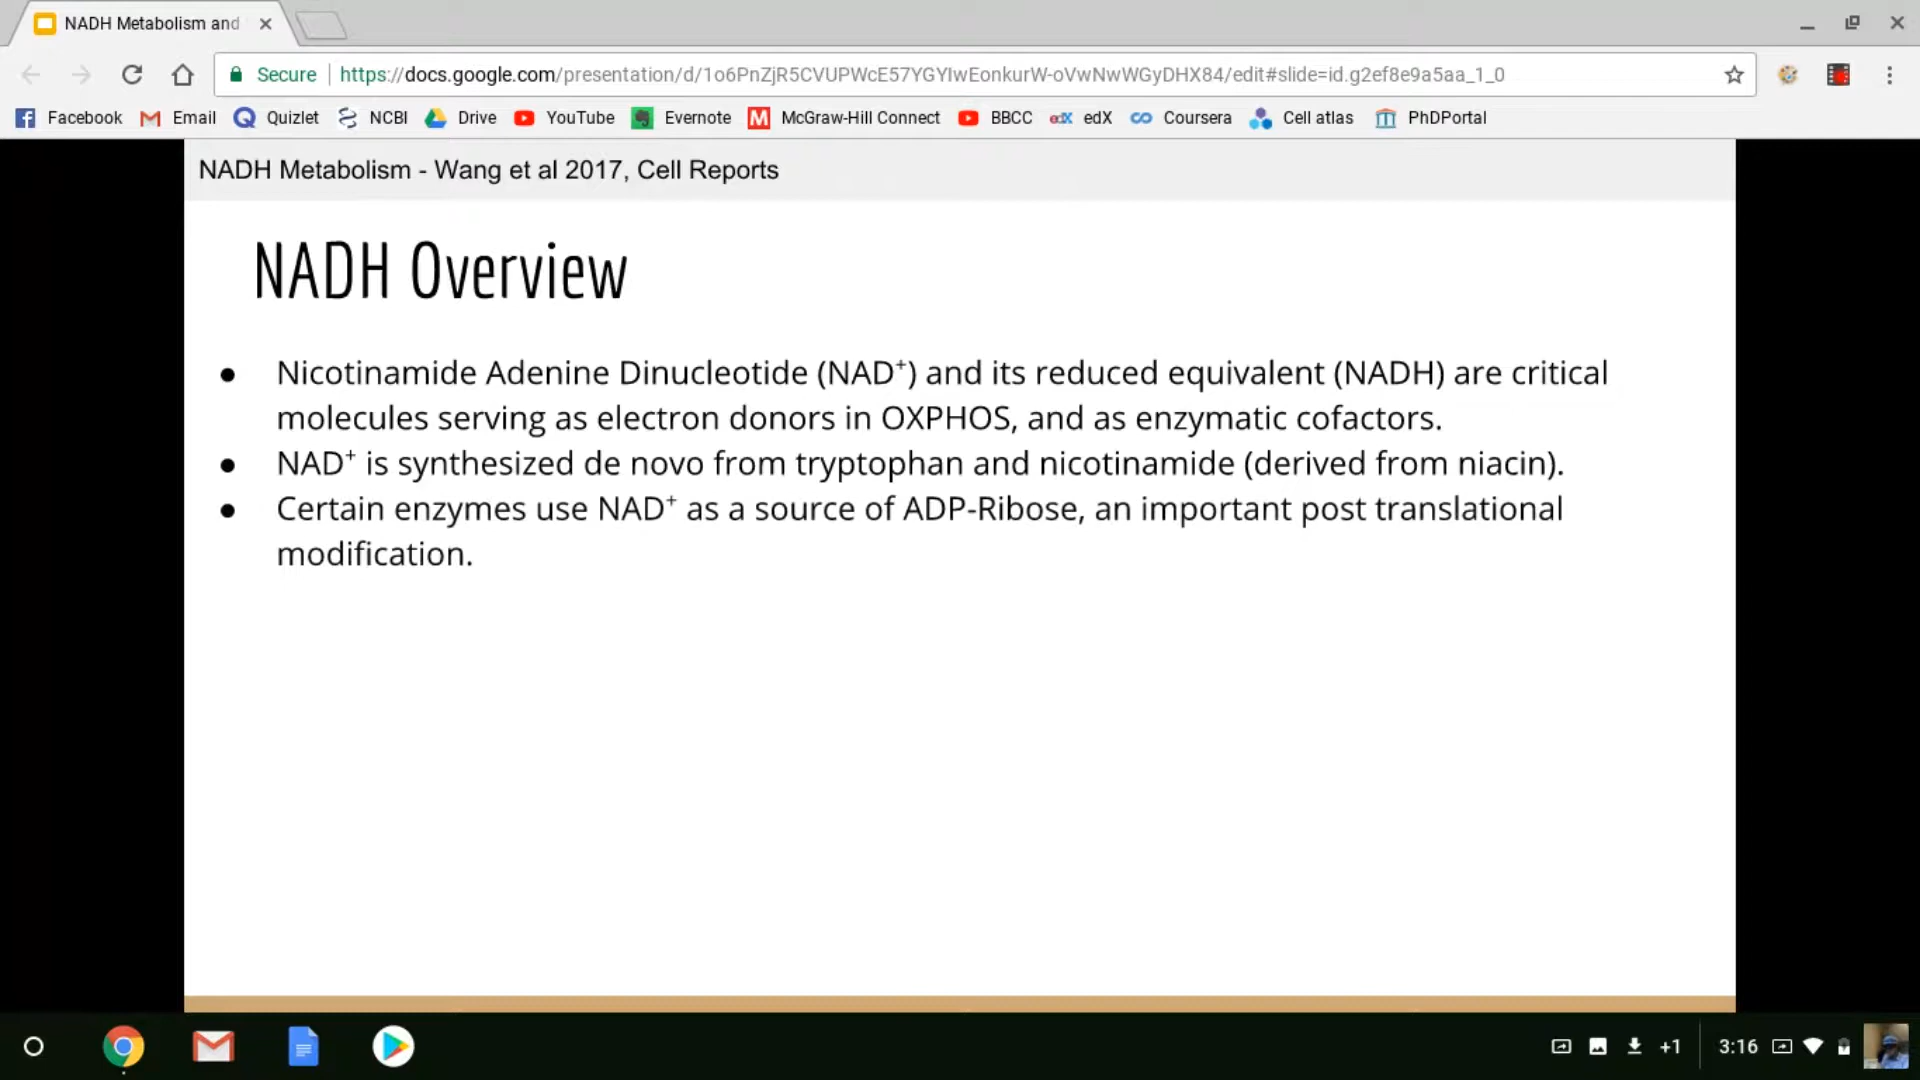 NADH Metabolism and
Secure https://docs.google.com/presentation/d/1o6PnZjR5CVUPWcE57YGYIwEonkurW-oVwNwWGyDHX84/edit#slide=id.g2ef8e9a5aa_1_0
Facebook Email Quizlet NCBI Drive YouTube Evernote McGraw-Hill Connect BBCC edX edX Coursera Cell atlas PhDPortal
NADH Metabolism - Wang et al 2017, Cell Reports
NADH Overview
● Nicotinamide Adenine Dinucleotide (NAD⁺) and its reduced equivalent (NADH) are critical
molecules serving as electron donors in OXPHOS, and as enzymatic cofactors.
● NAD⁺ is synthesized de novo from tryptophan and nicotinamide (derived from niacin).
● Certain enzymes use NAD⁺ as a source of ADP-Ribose, an important post translational
modification.
+1 3:16